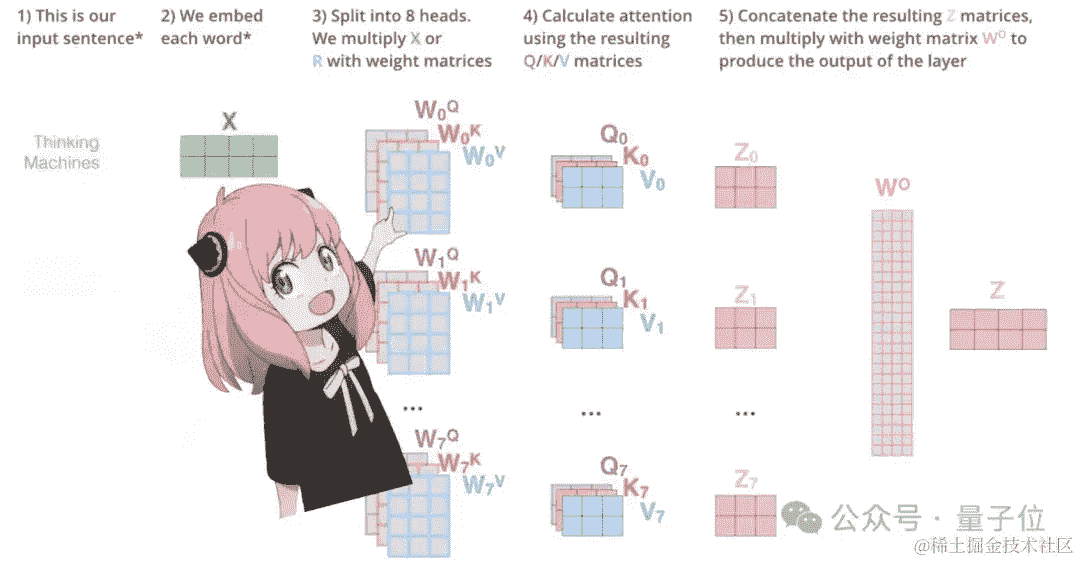 1) This is our
input sentence*
2) We embed
each word*
3) Split into 8 heads.
We multiply X or
R with weight matrices
4) Calculate attention
using the resulting
Q/K/V matrices
5) Concatenate the resulting Z matrices,
then multiply with weight matrix Wᴼ to
produce the output of the layer
Thinking
Machines
X
W₀Q
W₀K
W₀V
Q₀
K₀
V₀
Z₀
W₁Q
W₁K
W₁V
Q₁
K₁
V₁
Z₁
Wᴼ
Z
...
...
...
W₇Q
W₇K
W₇V
Q₇
K₇
V₇
Z₇
公众号 · 量子位
@稀土掘金技术社区